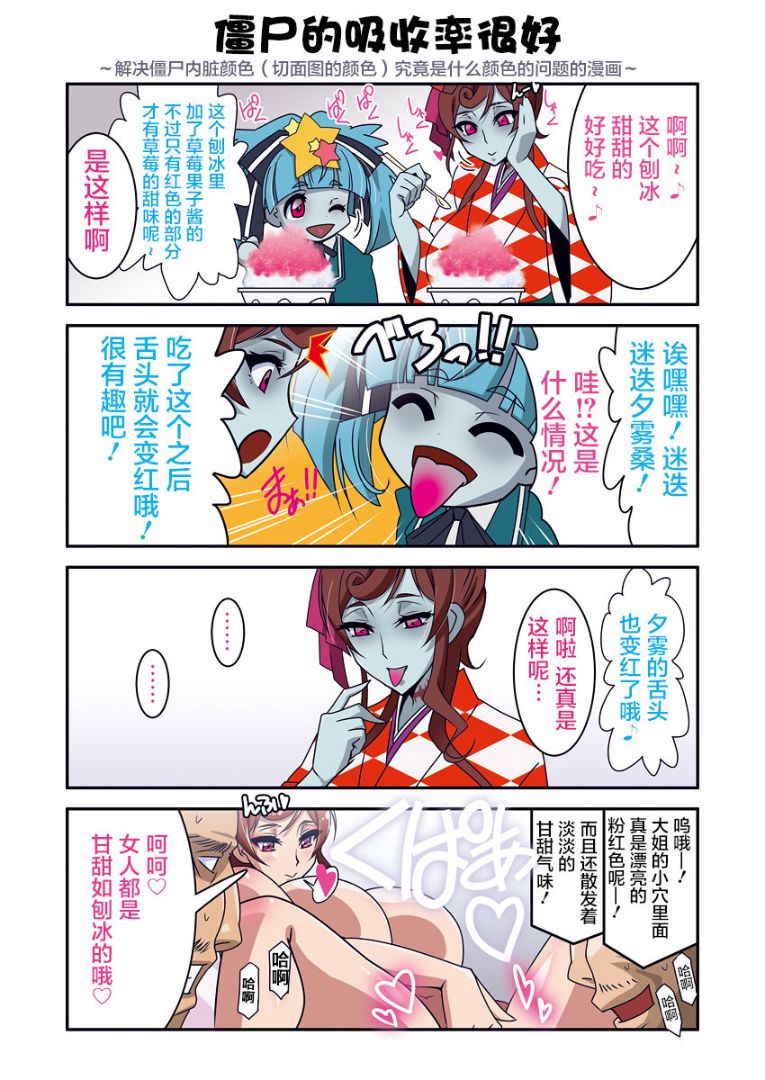 僵尸的吸收率很好
~解决僵尸内脏颜色(切面图的颜色)究竟是什么颜色的问题的漫画~
啊啊~♪
这个刨冰
甜甜的
好好吃~
ぱく
ぱく
这个刨冰里
加了草莓果子酱的
不过只有红色的部分
才有草莓的甜味呢~
是这样啊
诶嘿嘿!迷迭
迷迭夕雾桑!
べろっ!!
哇!?这是
什么情况!
まぁ!!
吃了这个之后
舌头就会变红哦!
很有趣吧!
夕雾的舌头
也变红了哦♪
啊啦 还真是
这样呢…
……
……
呜哦—!
大姐的小穴里面
真是漂亮的
粉红色呢—!
而且还散发着
淡淡的
甘甜气味!
くぱぁ♡
んふぅ♥
呵呵♡
女人都是
甘甜如刨冰的哦♡
哈啊
哈啊
哈啊
哈啊